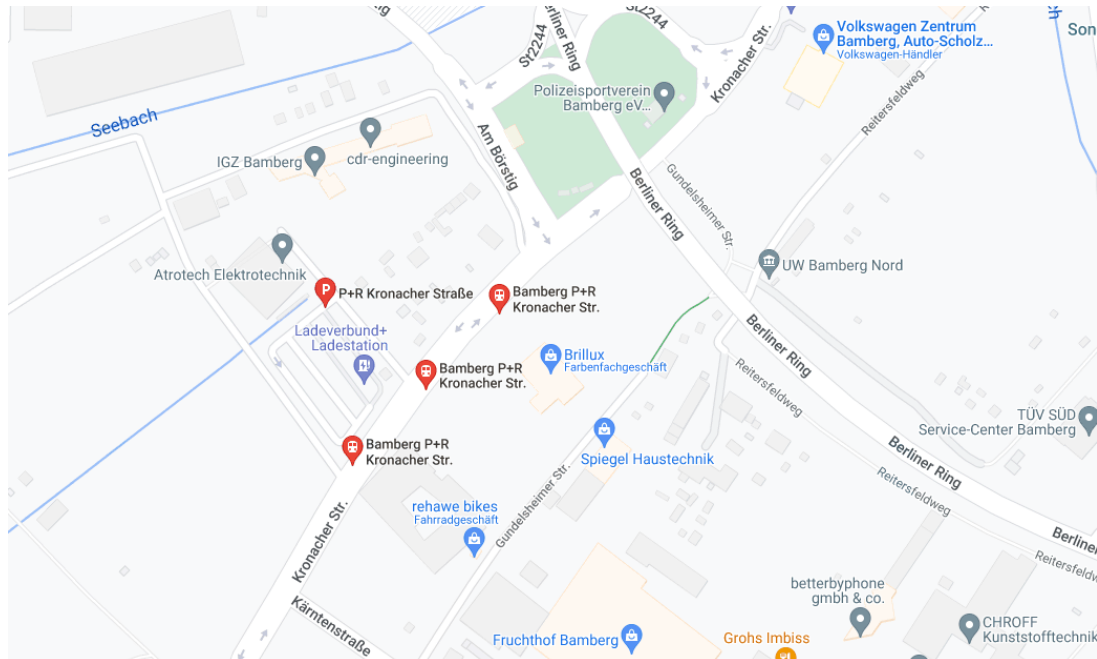 St2244
Berliner Ring
St2244
Kronacher Str.
Volkswagen Zentrum
Bamberg, Auto-Scholz...
Volkswagen-Händler
Son
ch
Seebach
Polizeisportverein
Bamberg eV...
Reitersfeldweg
IGZ Bamberg
cdr-engineering
Am Börstig
Berliner Ring
Gundelsheimer Str.
Atrotech Elektrotechnik
UW Bamberg Nord
P
P+R Kronacher Straße
Bamberg P+R
Kronacher Str.
Ladeverbund+
Ladestation
Berliner Ring
Brillux
Farbenfachgeschäft
Bamberg P+R
Kronacher Str.
Reitersfeldweg
TÜV SÜD
Service-Center Bamberg
Bamberg P+R
Kronacher Str.
Spiegel Haustechnik
Berliner Ring
Reitersfeldweg
rehawe bikes
Fahrradgeschäft
Gundelsheimer Str.
Kronacher Str.
Berliner
Reitersfeldweg
betterbyphone
gmbh & co.
Kärntenstraße
Fruchthof Bamberg
Grohs Imbiss
CHROFF
Kunststofftechnik